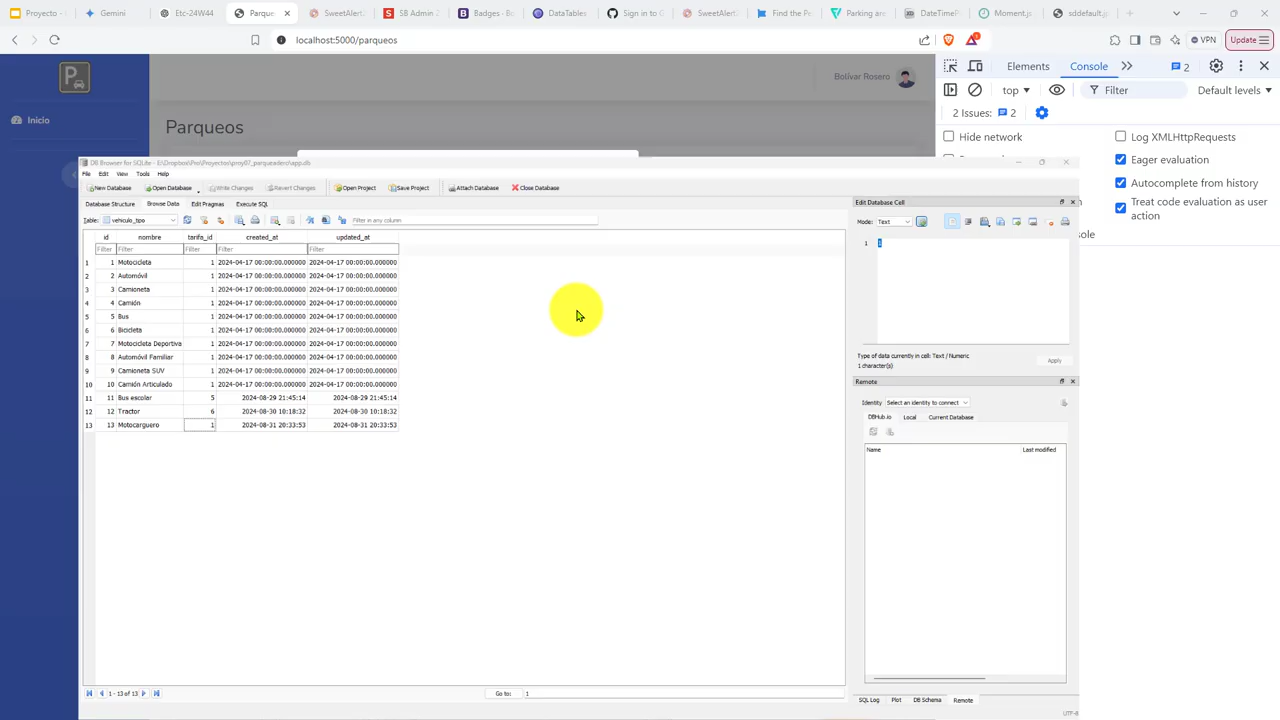 Proyecto -
Gemini
Etc-24W44
Parque
SweetAlert
SB Admin 2
Badges - Bo
DataTables
Sign in to G
SweetAlert2
Find the Pe
Parking are
DateTimePi
Moment.js
sddefault.jp
localhost:5000/parqueos
VPN
Update
P
Inicio
Bolívar Rosero
Parqueos
Elements
Console
2
top
Filter
Default levels
2 Issues:
2
Hide network
Log XMLHttpRequests
Eager evaluation
Autocomplete from history
Treat code evaluation as user action
DB Browser for SQLite - E:\Dropbox\Pro\Proyectos\proy07_parqueadero\app.db
File Edit View Tools Help
New Database Open Database Write Changes Revert Changes Open Project Save Project Attach Database Close Database
Database Structure Browse Data Edit Pragmas Execute SQL
Table: vehiculo_tipo Filter in any column
id nombre tarifa_id created_at updated_at
Filter Filter Filter Filter Filter
1 1 Motocicleta 1 2024-04-17 00:00:00.000000 2024-04-17 00:00:00.000000
2 2 Automóvil 1 2024-04-17 00:00:00.000000 2024-04-17 00:00:00.000000
3 3 Camioneta 1 2024-04-17 00:00:00.000000 2024-04-17 00:00:00.000000
4 4 Camión 1 2024-04-17 00:00:00.000000 2024-04-17 00:00:00.000000
5 5 Bus 1 2024-04-17 00:00:00.000000 2024-04-17 00:00:00.000000
6 6 Bicicleta 1 2024-04-17 00:00:00.000000 2024-04-17 00:00:00.000000
7 7 Motocicleta Deportiva 1 2024-04-17 00:00:00.000000 2024-04-17 00:00:00.000000
8 8 Automóvil Familiar 1 2024-04-17 00:00:00.000000 2024-04-17 00:00:00.000000
9 9 Camioneta SUV 1 2024-04-17 00:00:00.000000 2024-04-17 00:00:00.000000
10 10 Camión Articulado 1 2024-04-17 00:00:00.000000 2024-04-17 00:00:00.000000
11 11 Bus escolar 5 2024-08-29 21:45:14 2024-08-29 21:45:14
12 12 Tractor 6 2024-08-30 10:18:32 2024-08-30 10:18:32
13 13 Motocarguero 1 2024-08-31 20:33:53 2024-08-31 20:33:53
1 - 13 of 13
Go to: 1
Edit Database Cell
Mode: Text
1 1
Type of data currently in cell: Text / Numeric
1 character(s)
Apply
Remote
Identity Select an identity to connect
DBHub.io Local Current Database
Name Last modified
SQL Log Plot DB Schema Remote
UTF-8
sole